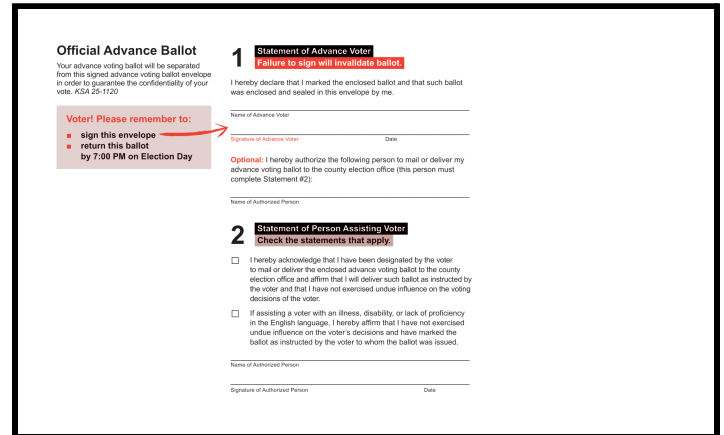 Official Advance Ballot
Your advance voting ballot will be separated
from this signed advance voting ballot envelope
in order to guarantee the confidentiality of your
vote. KSA 25-1120
Voter! Please remember to:
sign this envelope
return this ballot
by 7:00 PM on Election Day
1
Statement of Advance Voter
Failure to sign will invalidate ballot.
I hereby declare that I marked the enclosed ballot and that such ballot
was enclosed and sealed in this envelope by me.
Name of Advance Voter
Signature of Advance Voter Date
Optional: I hereby authorize the following person to mail or deliver my
advance voting ballot to the county election office (this person must
complete Statement #2):
Name of Authorized Person
2
Statement of Person Assisting Voter
Check the statements that apply.
I hereby acknowledge that I have been designated by the voter
to mail or deliver the enclosed advance voting ballot to the county
election office and affirm that I will deliver such ballot as instructed by
the voter and that I have not exercised undue influence on the voting
decisions of the voter.
If assisting a voter with an illness, disability, or lack of proficiency
in the English language, I hereby affirm that I have not exercised
undue influence on the voter's decisions and have marked the
ballot as instructed by the voter to whom the ballot was issued.
Name of Authorized Person
Signature of Authorized Person Date